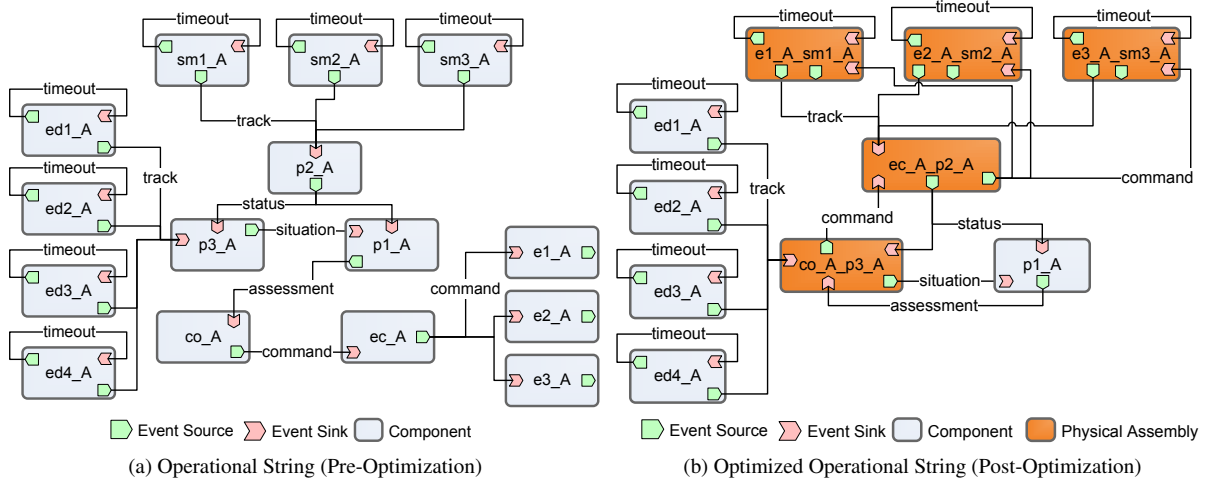 timeout
timeout
timeout
sm1_A
sm2_A
sm3_A
timeout
ed1_A
track
p2_A
timeout
track
ed2_A
status
p3_A
situation
p1_A
timeout
ed3_A
assessment
command
e1_A
e2_A
timeout
ed4_A
co_A
command
ec_A
e3_A
Event Source
Event Sink
Component
(a) Operational String (Pre-Optimization)
timeout
timeout
timeout
e1_A_sm1_A
e2_A_sm2_A
e3_A_sm3_A
timeout
ed1_A
track
ec_A_p2_A
command
timeout
ed2_A
track
command
status
timeout
ed3_A
co_A_p3_A
situation
p1_A
assessment
timeout
ed4_A
Event Source
Event Sink
Component
Physical Assembly
(b) Optimized Operational String (Post-Optimization)